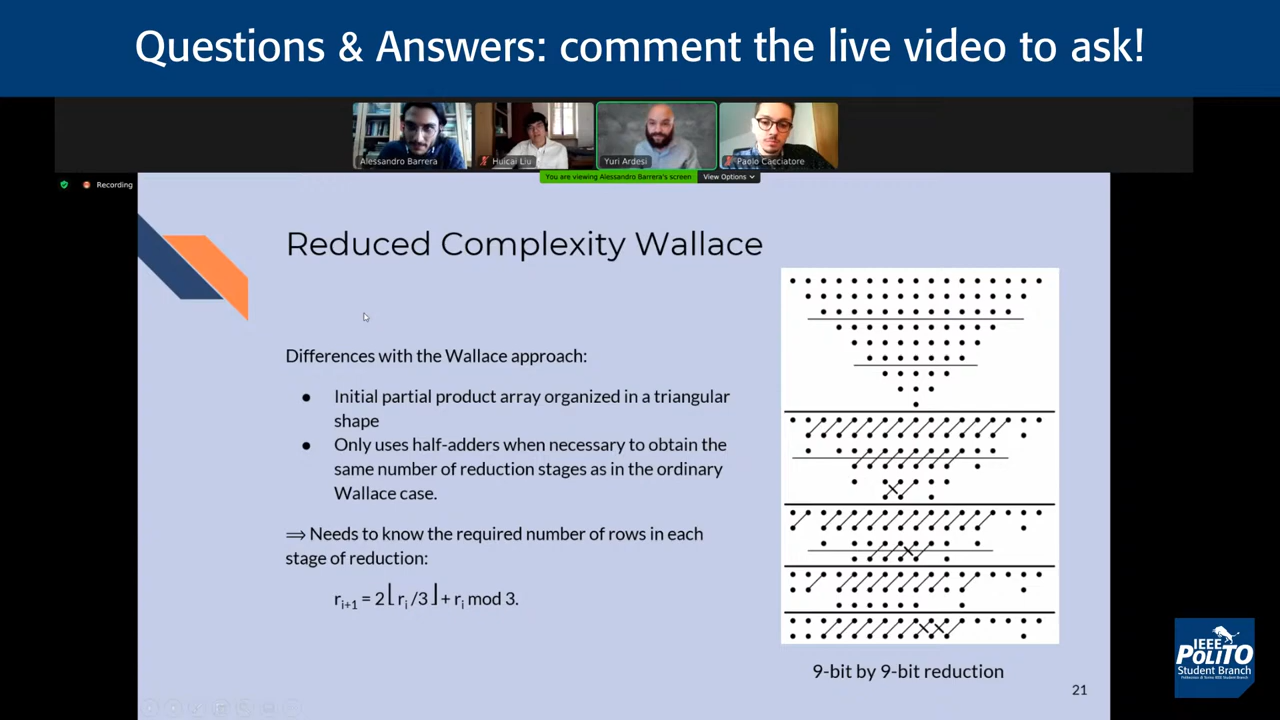 Questions & Answers: comment the live video to ask!
Alessandro Barrera
Huicai Liu
Yuri Ardesi
Paolo Cacciatore
You are viewing Alessandro Barrera's screen
View Options
Recording
Reduced Complexity Wallace
Differences with the Wallace approach:
● Initial partial product array organized in a triangular
shape
● Only uses half-adders when necessary to obtain the
same number of reduction stages as in the ordinary
Wallace case.
⟹ Needs to know the required number of rows in each
stage of reduction:
rᵢ₊₁ = 2⌊rᵢ/3⌋ + rᵢ mod 3.
9-bit by 9-bit reduction
21
IEEE
POLITO
Student Branch